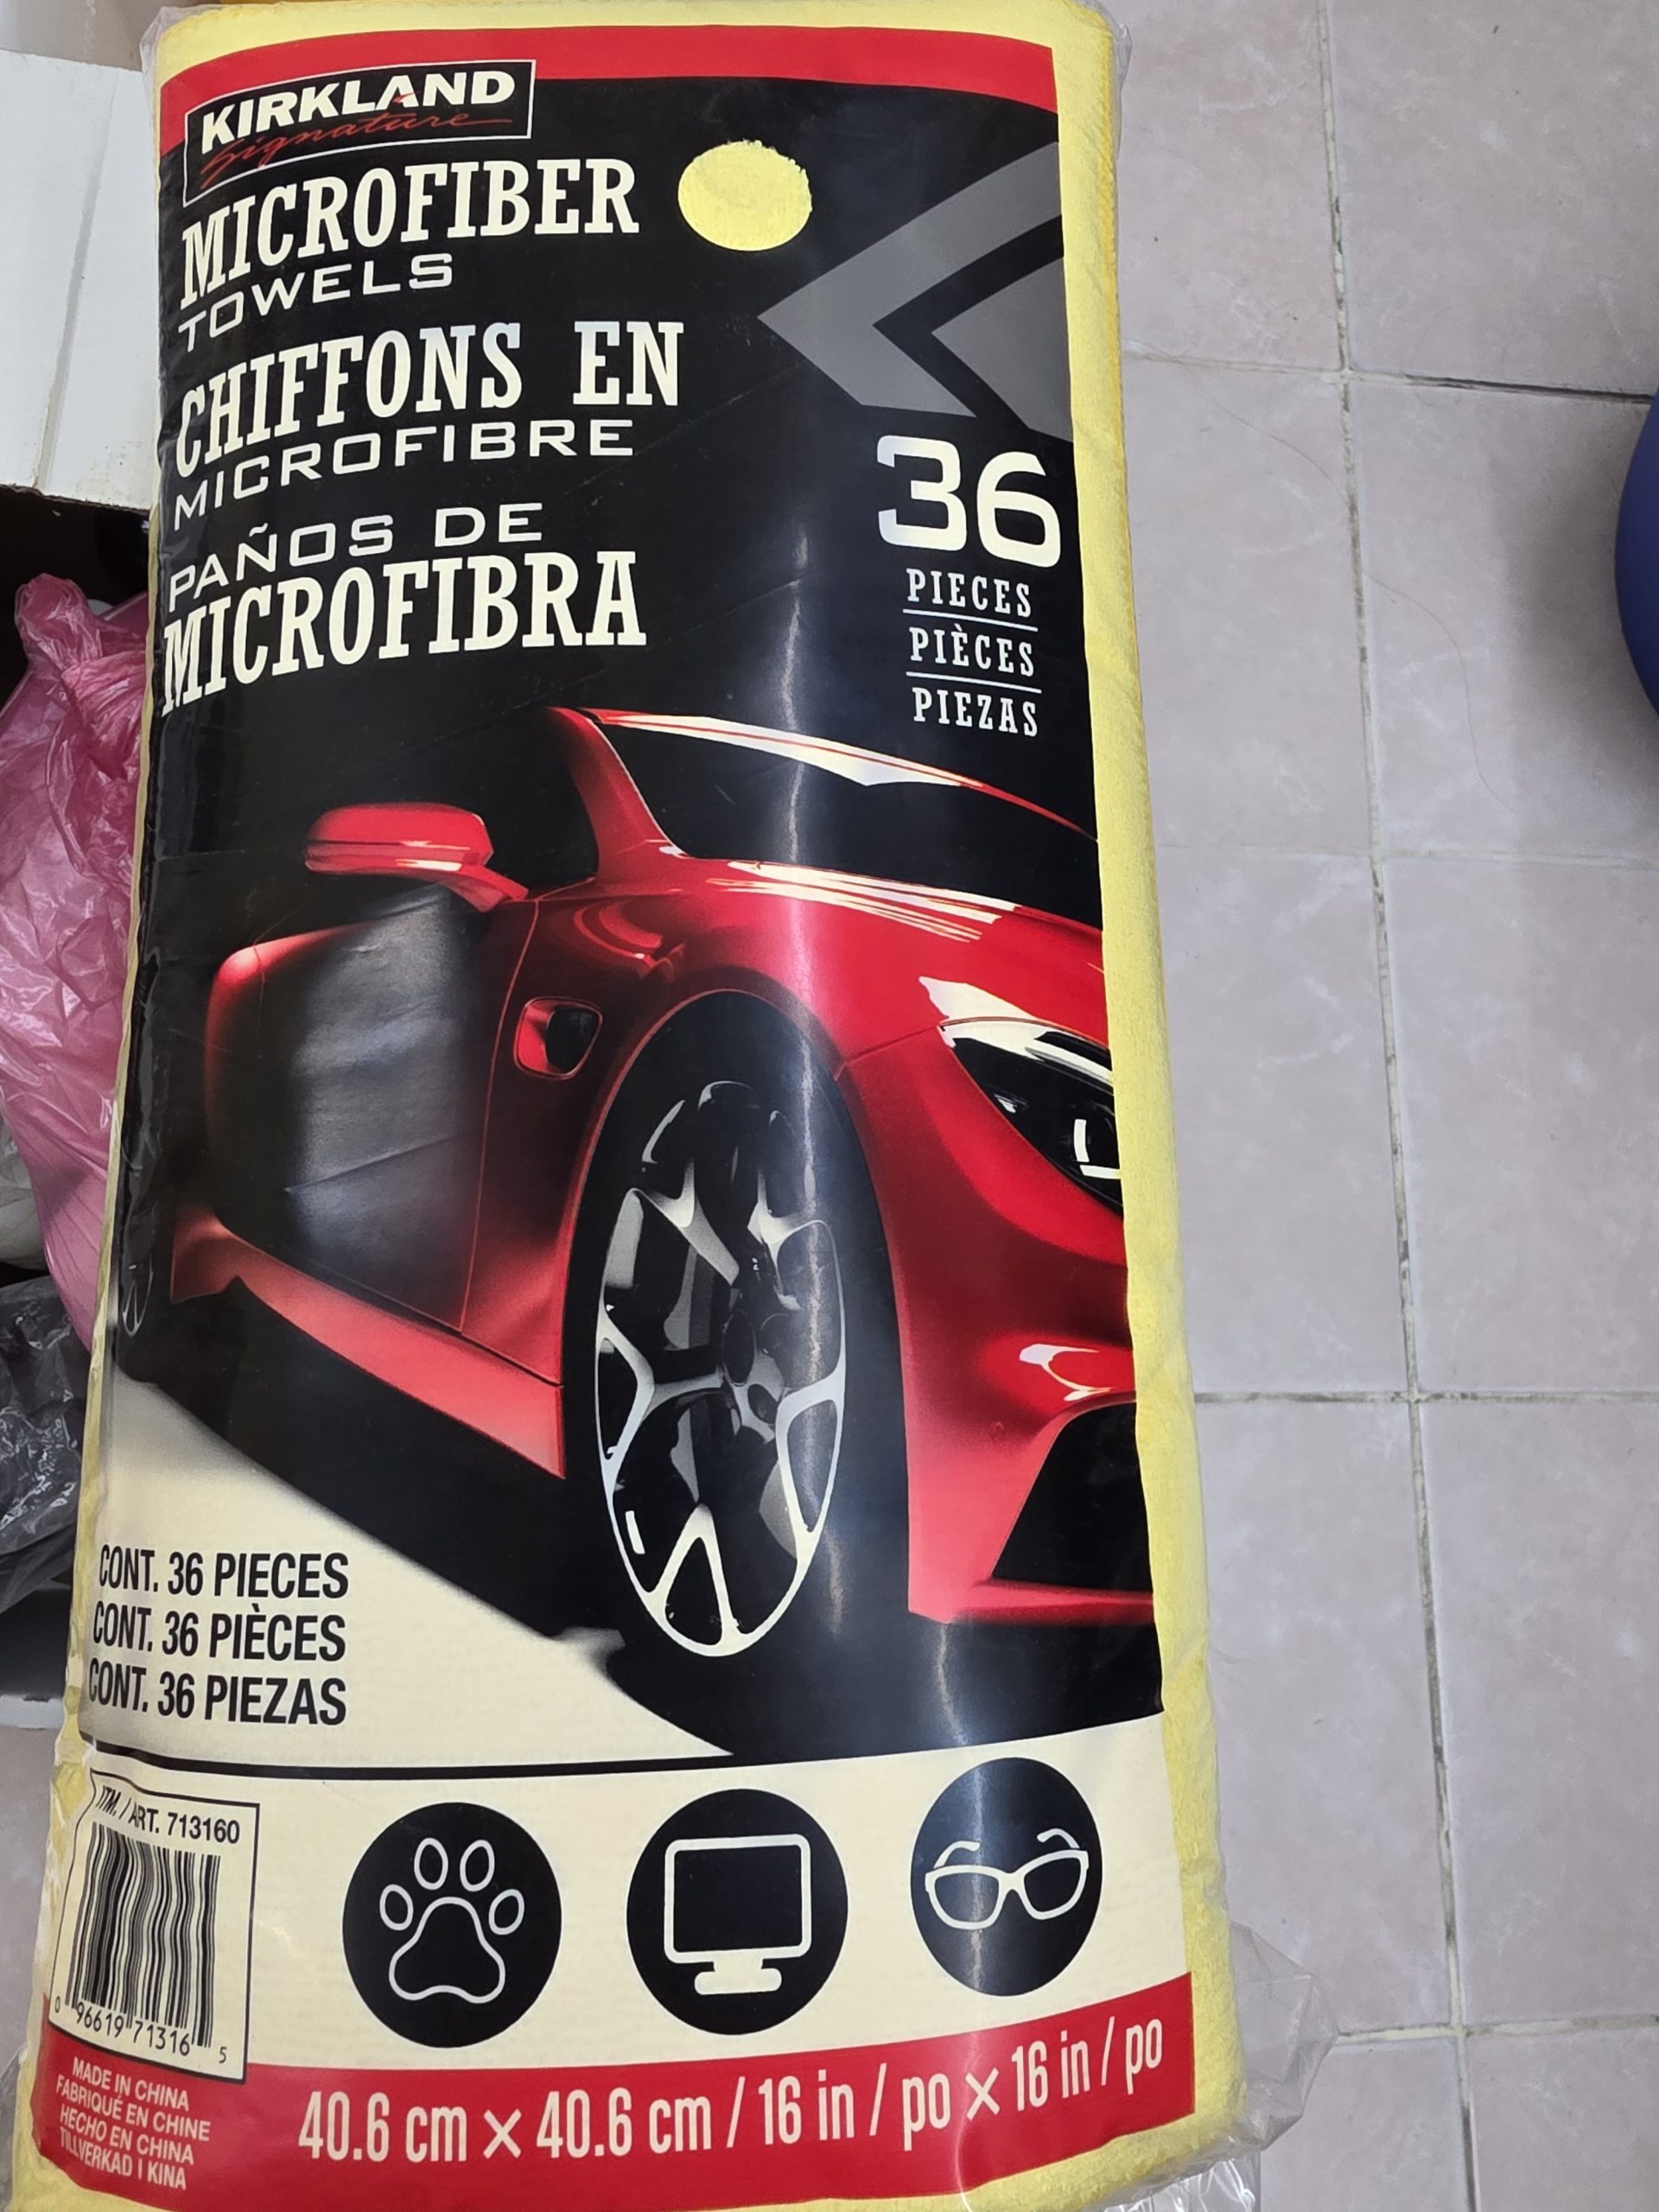 KIRKLAND
Signature
MICROFIBER
TOWELS
CHIFFONS EN
MICROFIBRE
PAÑOS DE
MICROFIBRA
36
PIECES
PIÈCES
PIEZAS
CONT. 36 PIECES
CONT. 36 PIÈCES
CONT. 36 PIEZAS
ITM. / ART. 713160
0 96619 71316 5
MADE IN CHINA
FABRIQUÉ EN CHINE
HECHO EN CHINA
TILLVERKAD I KINA
40.6 cm × 40.6 cm / 16 in / po × 16 in / po